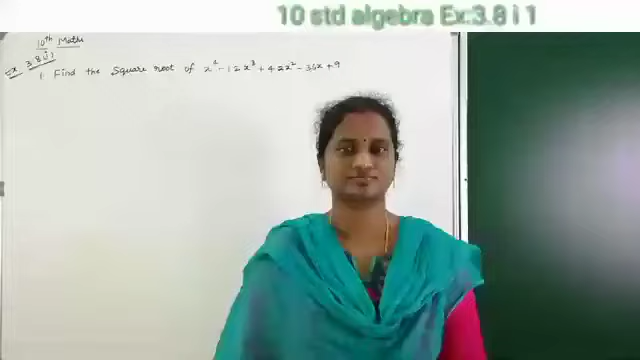 10 std algebra Ex:3.8 i 1
10th Maths
Ex 3.8 i)
1. Find the square root of x⁴ - 12x³ + 42x² - 36x + 9